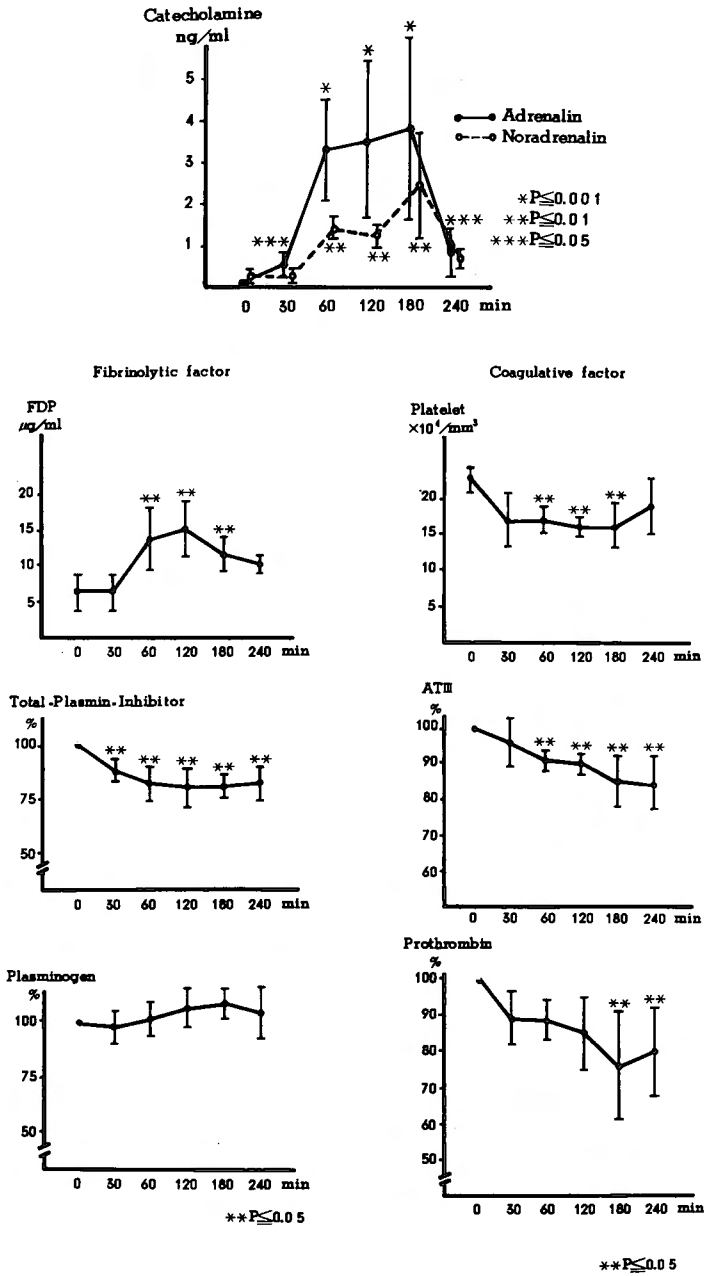 Catecholamine
ng/ml
5
4
3
2
1
*
*
*
***
**
**
**
***
Adrenalin
Noradrenalin
*P≦0.001
**P≦0.01
***P≦0.05
0 30 60 120 180 240 min
Fibrinolytic factor
FDP
μg/ml
20
15
10
5
**
**
**
0 30 60 120 180 240 min
Total-Plasmin-Inhibitor
%
100
75
50
** ** ** ** **
0 30 60 120 180 240 min
Plasminogen
%
100
75
50
0 30 60 120 180 240 min
**P≦0.05
Coagulative factor
Platelet
×10⁴/mm³
20
15
10
5
** ** **
0 30 60 120 180 240 min
ATⅢ
%
100
90
80
70
60
** ** ** **
0 30 60 120 180 240 min
Prothrombin
%
100
90
80
70
60
50
** **
0 30 60 120 180 240 min
**P≦0.05